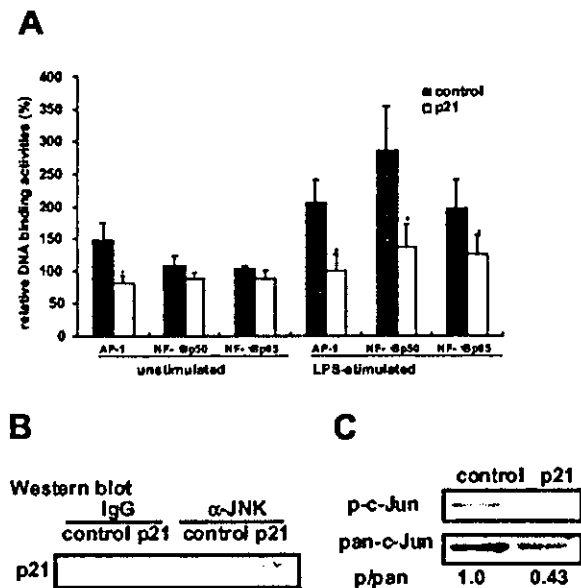 A
relative DNA binding activities (%)
400
350
300
250
200
150
100
50
0
control
p21
AP-1
AP-1
unstimulated
LPS-stimulated
B
Western blot
IgG
α-JNK
control p21
control p21
p21
C
control p21
p-c-Jun
pan-c-Jun
p/pan 1.0 0.43